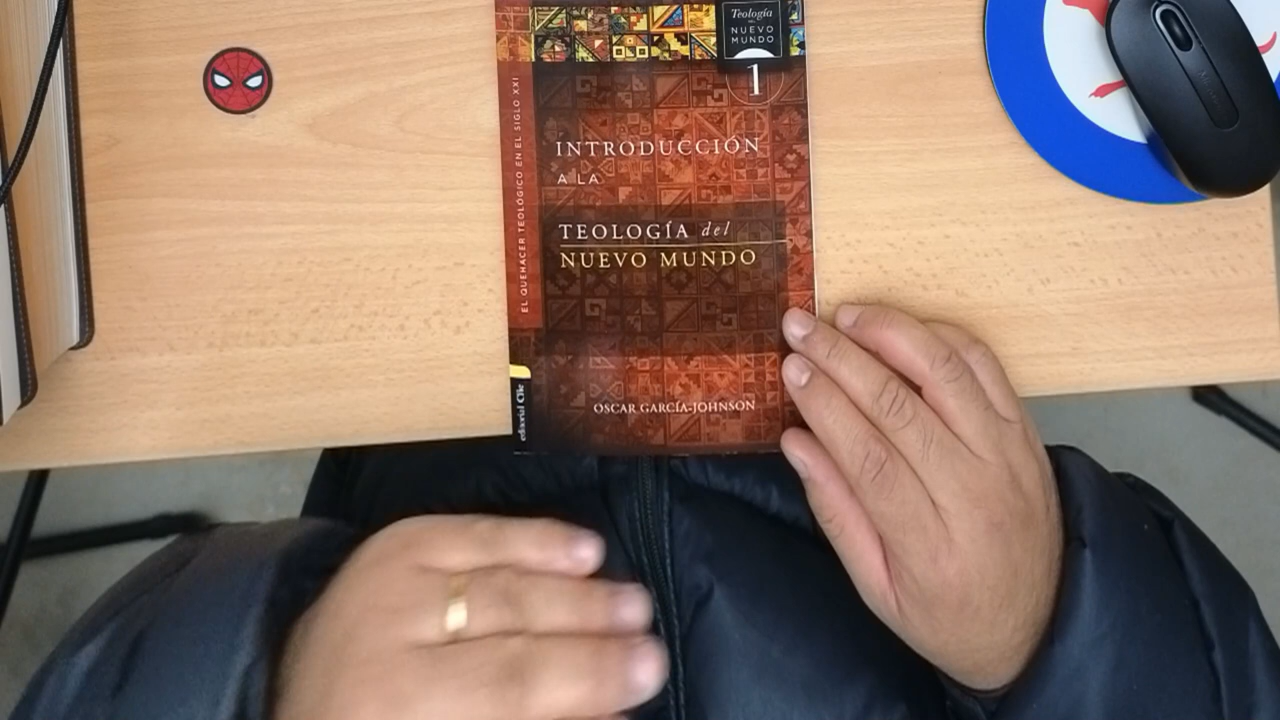 Teología
DEL
NUEVO
MUNDO
1
EL QUEHACER TEOLÓGICO EN EL SIGLO XXI
INTRODUCCIÓN
A LA
TEOLOGÍA del
NUEVO MUNDO
OSCAR GARCÍA-JOHNSON
editorial Clie